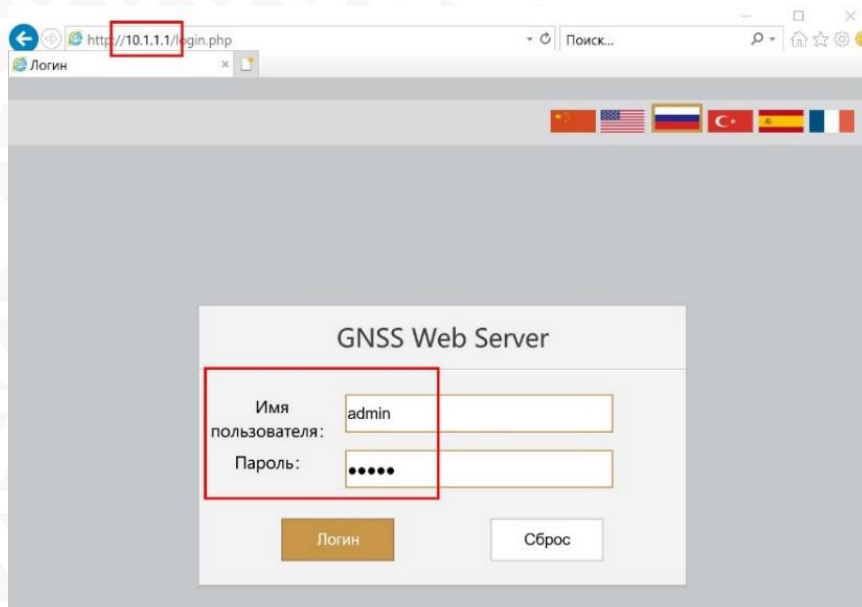 http://10.1.1.1/login.php
Поиск...
Логин
GNSS Web Server
Имя
пользователя:
admin
Пароль:
Логин
Сброс